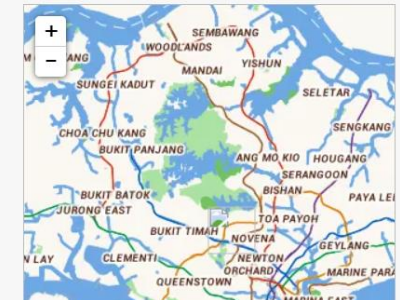 +
SEMBAWANG
WOODLANDS
YISHUN
MANDAI
−
SUNGEI KADUT
SELETAR
SENGKANG
CHOA CHU KANG
BUKIT PANJANG
ANG MO KIO
HOUGANG
SERANGOON
BISHAN
BUKIT BATOK
PAYA LE
JURONG EAST
TOA PAYOH
BUKIT TIMAH
NOVENA
GEYLANG
CLEMENTI
NEWTON
N LAY
ORCHARD
MARINE PARA
QUEENSTOWN